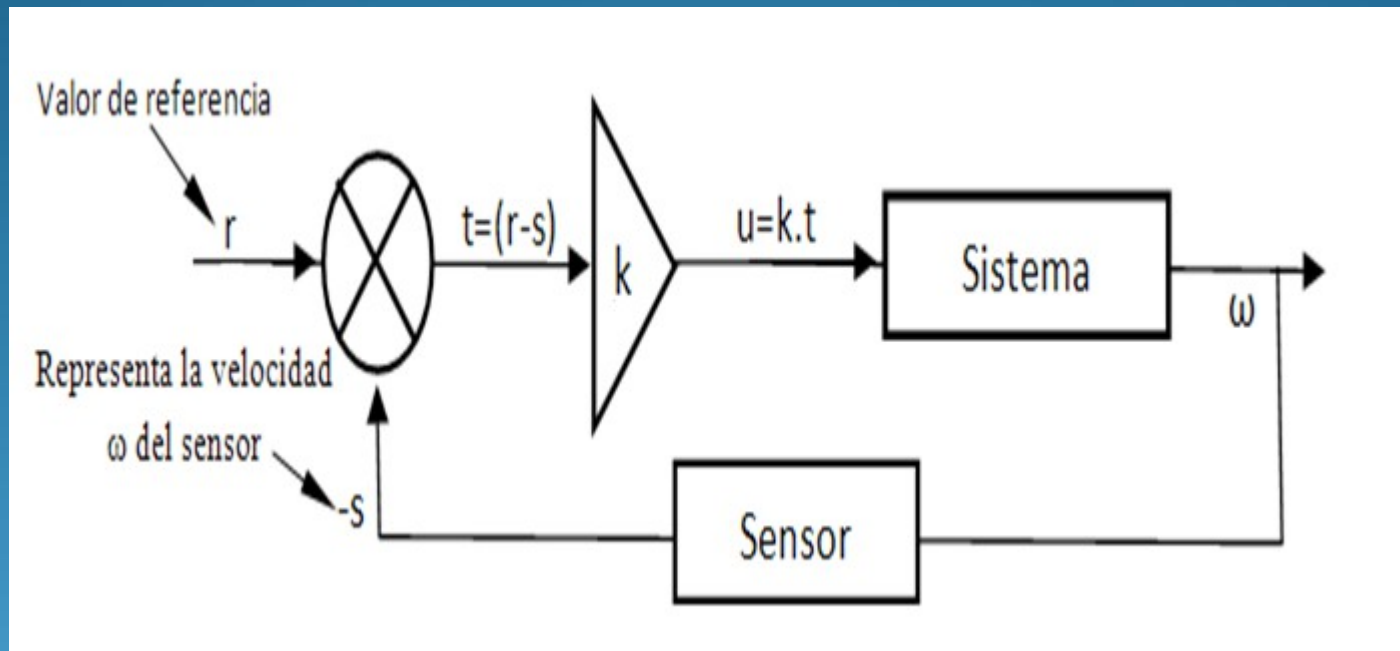 Valor de referencia
r
t=(r-s)
k
u=k.t
Sistema
ω
Representa la velocidad
ω del sensor
-s
Sensor